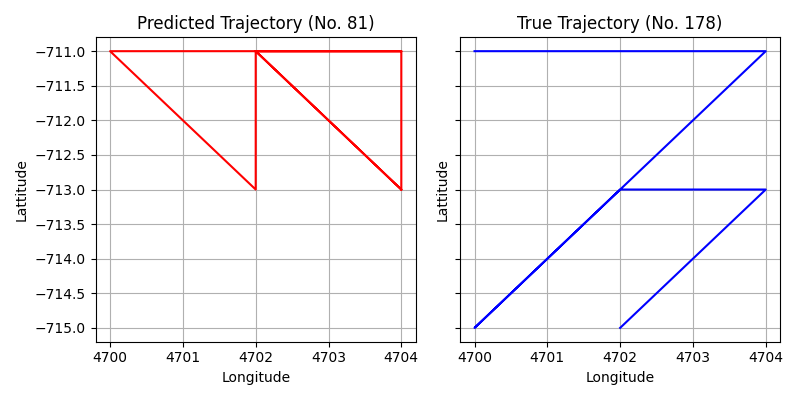 Predicted Trajectory (No. 81)
True Trajectory (No. 178)
−711.0
−711.5
−712.0
−712.5
−713.0
−713.5
−714.0
−714.5
−715.0
Lattitude
Lattitude
4700 4701 4702 4703 4704
4700 4701 4702 4703 4704
Longitude
Longitude